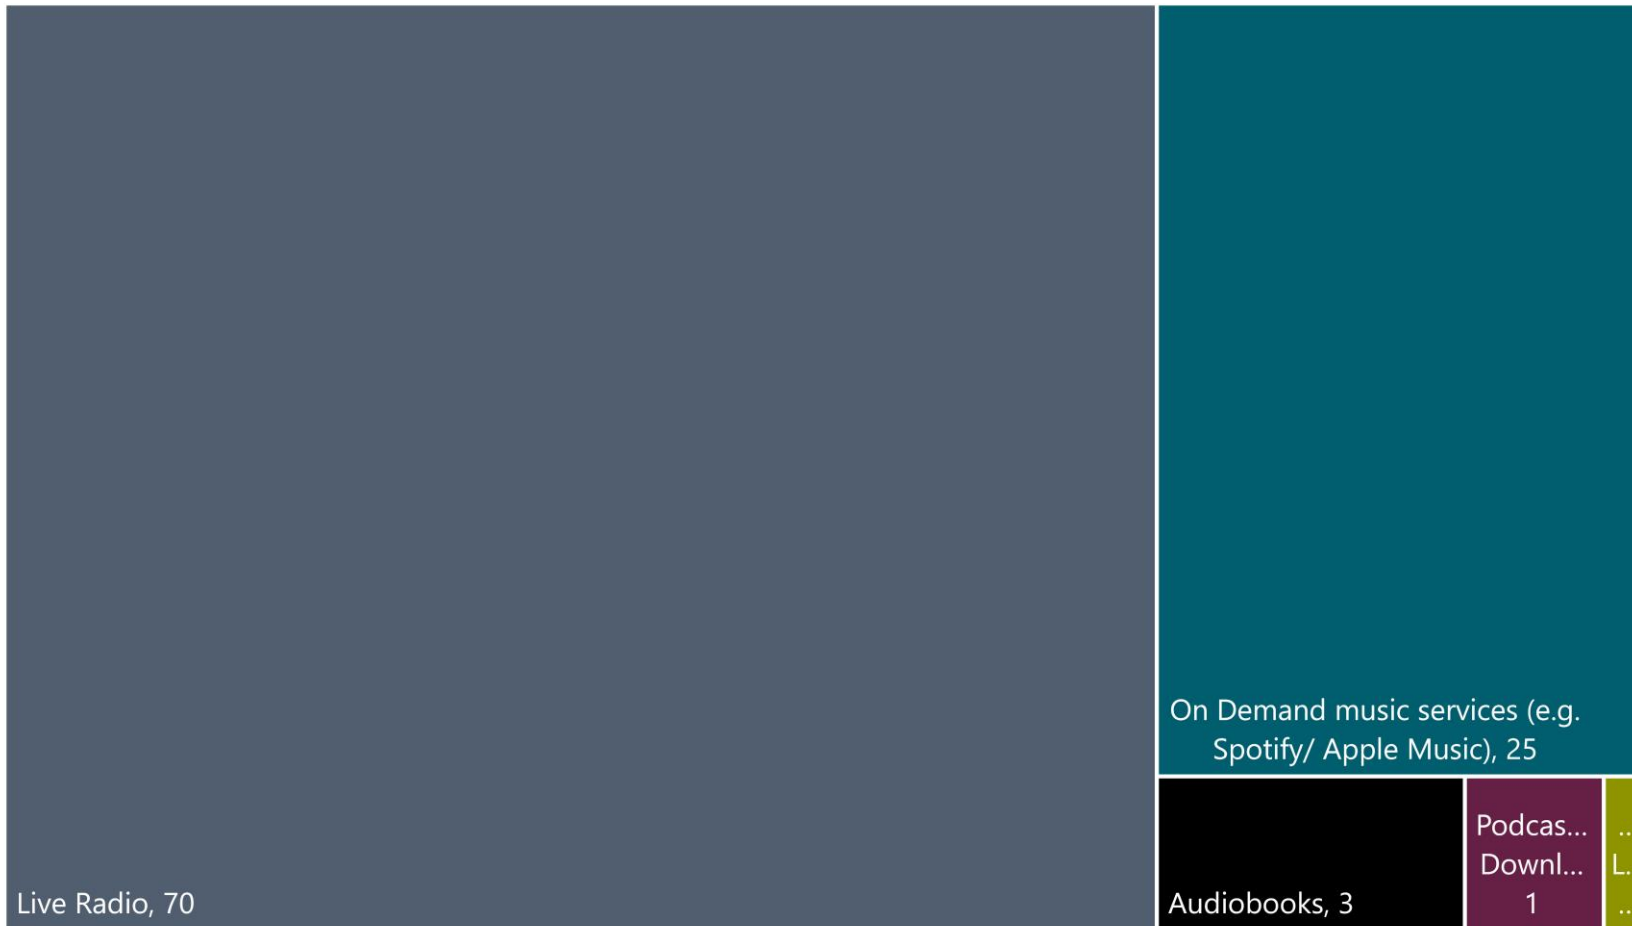 Live Radio, 70
On Demand music services (e.g.
Spotify/ Apple Music), 25
Audiobooks, 3
Podcas...
Downl...
1
..
L.
..